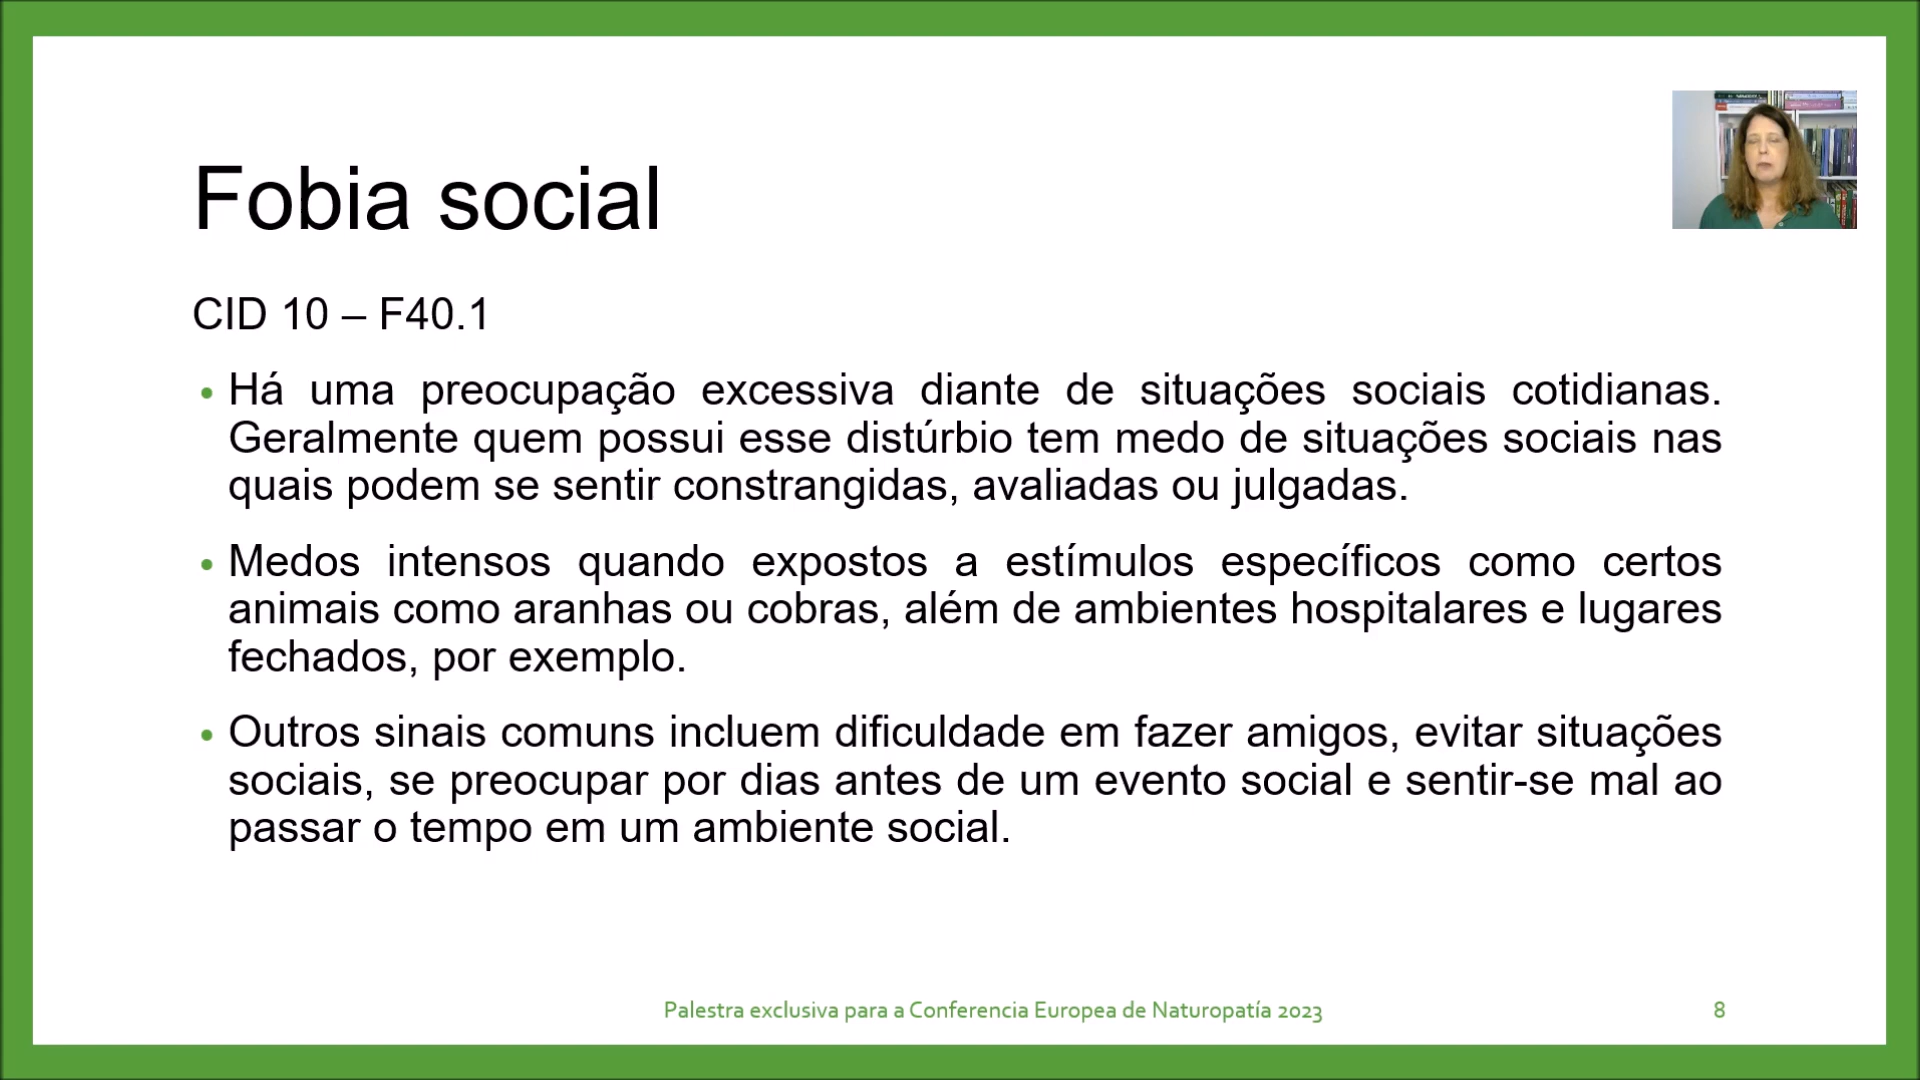 Fobia social
CID 10 – F40.1
• Há uma preocupação excessiva diante de situações sociais cotidianas.
Geralmente quem possui esse distúrbio tem medo de situações sociais nas
quais podem se sentir constrangidas, avaliadas ou julgadas.
• Medos intensos quando expostos a estímulos específicos como certos
animais como aranhas ou cobras, além de ambientes hospitalares e lugares
fechados, por exemplo.
• Outros sinais comuns incluem dificuldade em fazer amigos, evitar situações
sociais, se preocupar por dias antes de um evento social e sentir-se mal ao
passar o tempo em um ambiente social.
Palestra exclusiva para a Conferencia Europea de Naturopatía 2023
8